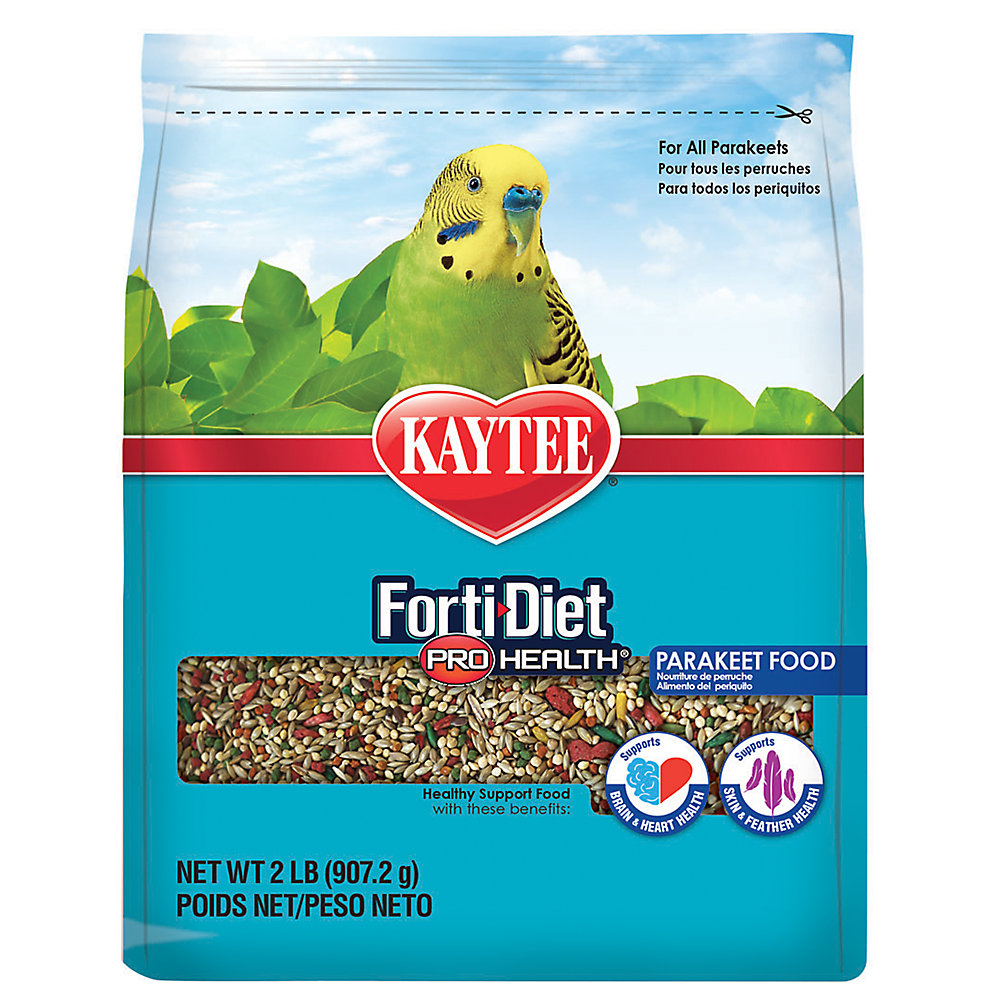 For All Parakeets
Pour tous les perruches
Para todos los periquitos
KAYTEE®
Forti Diet
PRO HEALTH®
PARAKEET FOOD
Nourriture de perruche
Alimento del periquito
Supports
BRAIN & HEART HEALTH
Supports
SKIN & FEATHER HEALTH
Healthy Support Food
with these benefits:
NET WT 2 LB (907.2 g)
POIDS NET/PESO NETO